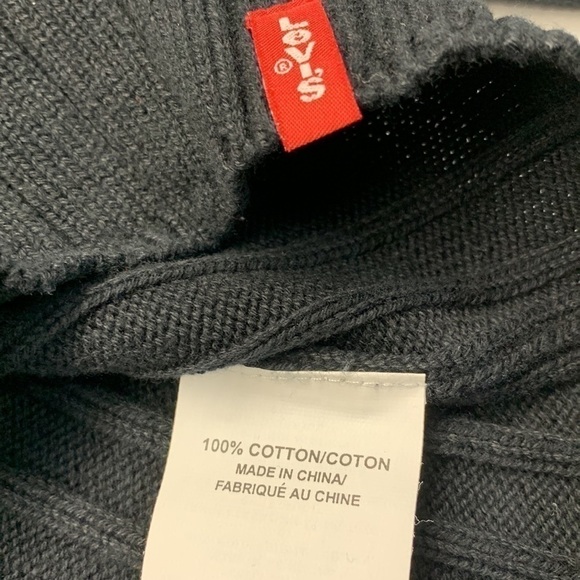 LEVI'S
®
100% COTTON/COTON
MADE IN CHINA/
FABRIQUÉ AU CHINE